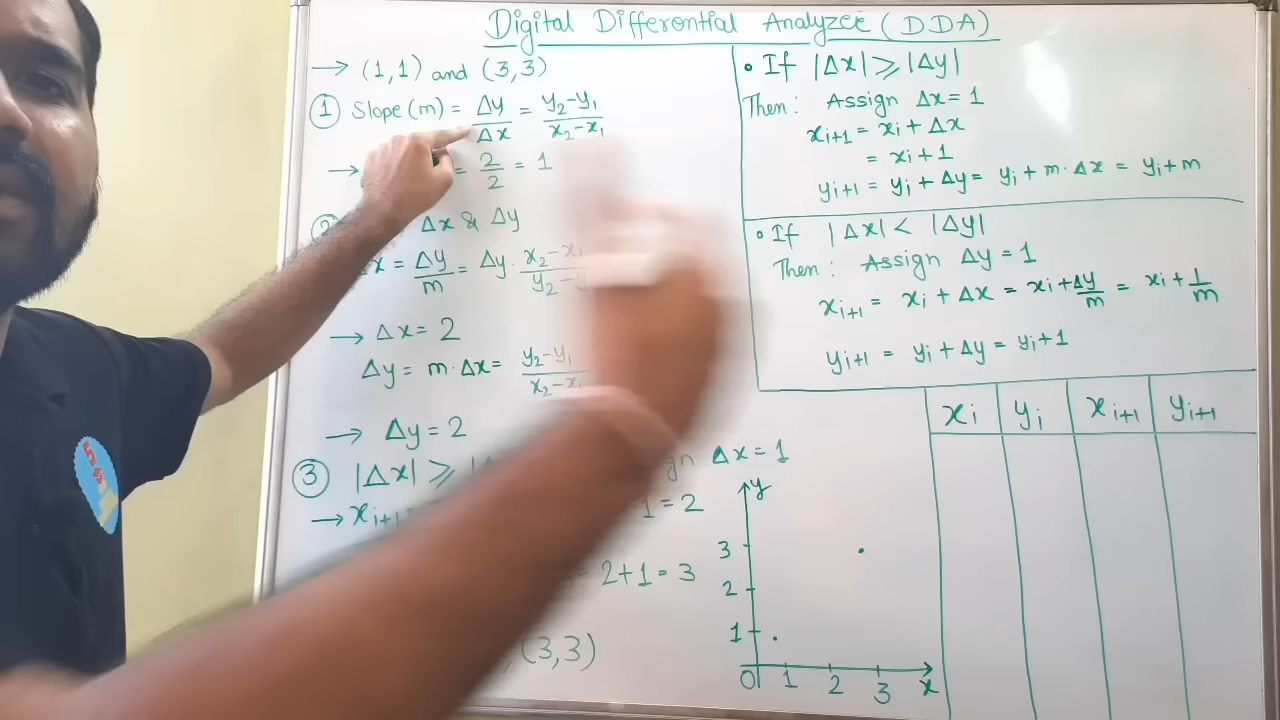 Digital Differential Analyzer (DDA)
→ (1,1) and (3,3)
① Slope (m) = Δy/Δx = y₂-y₁/x₂-x₁
→ = 2/2 = 1
Δx & Δy
x = Δy/m = Δy · x₂-x₁/y₂-y
→ Δx = 2
Δy = m·Δx = y₂-y₁/x₂-x
→ Δy = 2
③ |Δx| ⩾ Δx = 1
→ xᵢ₊₁ 1 = 2
= 2+1 = 3
(3,3)
• If |Δx| ⩾ |Δy|
Then: Assign Δx = 1
xᵢ₊₁ = xᵢ + Δx
= xᵢ + 1
yᵢ₊₁ = yᵢ + Δy = yᵢ + m·Δx = yᵢ + m
• If |Δx| < |Δy|
Then: Assign Δy = 1
xᵢ₊₁ = xᵢ + Δx = xᵢ + Δy/m = xᵢ + 1/m
yᵢ₊₁ = yᵢ + Δy = yᵢ + 1
xᵢ yᵢ xᵢ₊₁ yᵢ₊₁
y
3
2
1
0 1 2 3 x